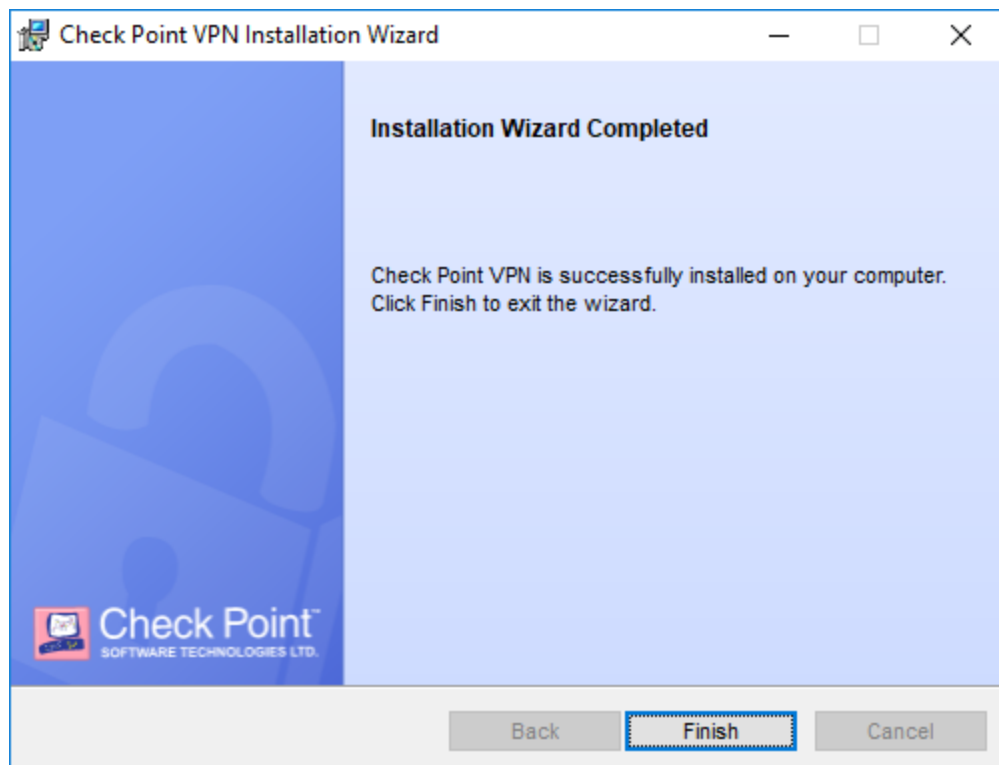 Check Point VPN Installation Wizard
Installation Wizard Completed
Check Point VPN is successfully installed on your computer.
Click Finish to exit the wizard.
Check Point™
SOFTWARE TECHNOLOGIES LTD.
Back
Finish
Cancel